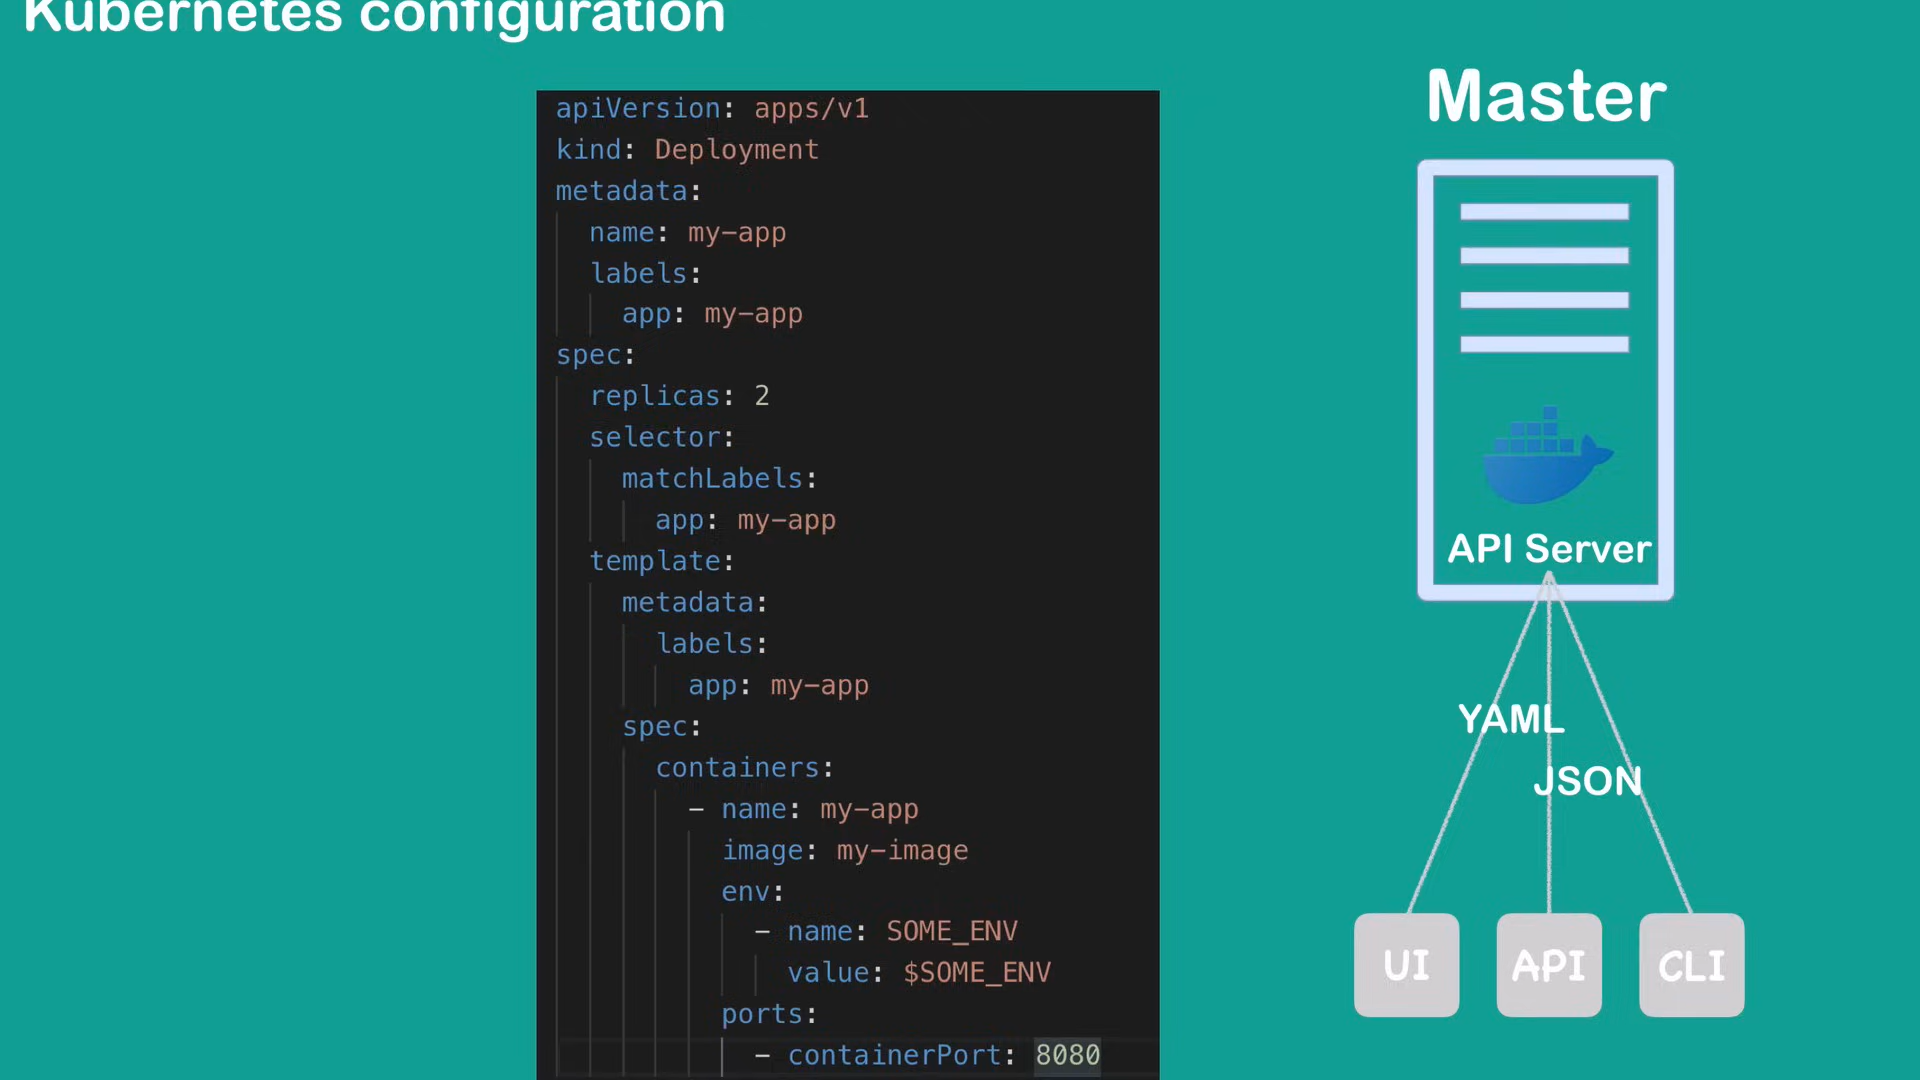 Kubernetes configuration
apiVersion: apps/v1
kind: Deployment
metadata:
  name: my-app
  labels:
    app: my-app
spec:
  replicas: 2
  selector:
    matchLabels:
      app: my-app
  template:
    metadata:
      labels:
        app: my-app
    spec:
      containers:
        - name: my-app
          image: my-image
          env:
            - name: SOME_ENV
              value: $SOME_ENV
          ports:
            - containerPort: 8080
Master
API Server
YAML
JSON
UI
API
CLI